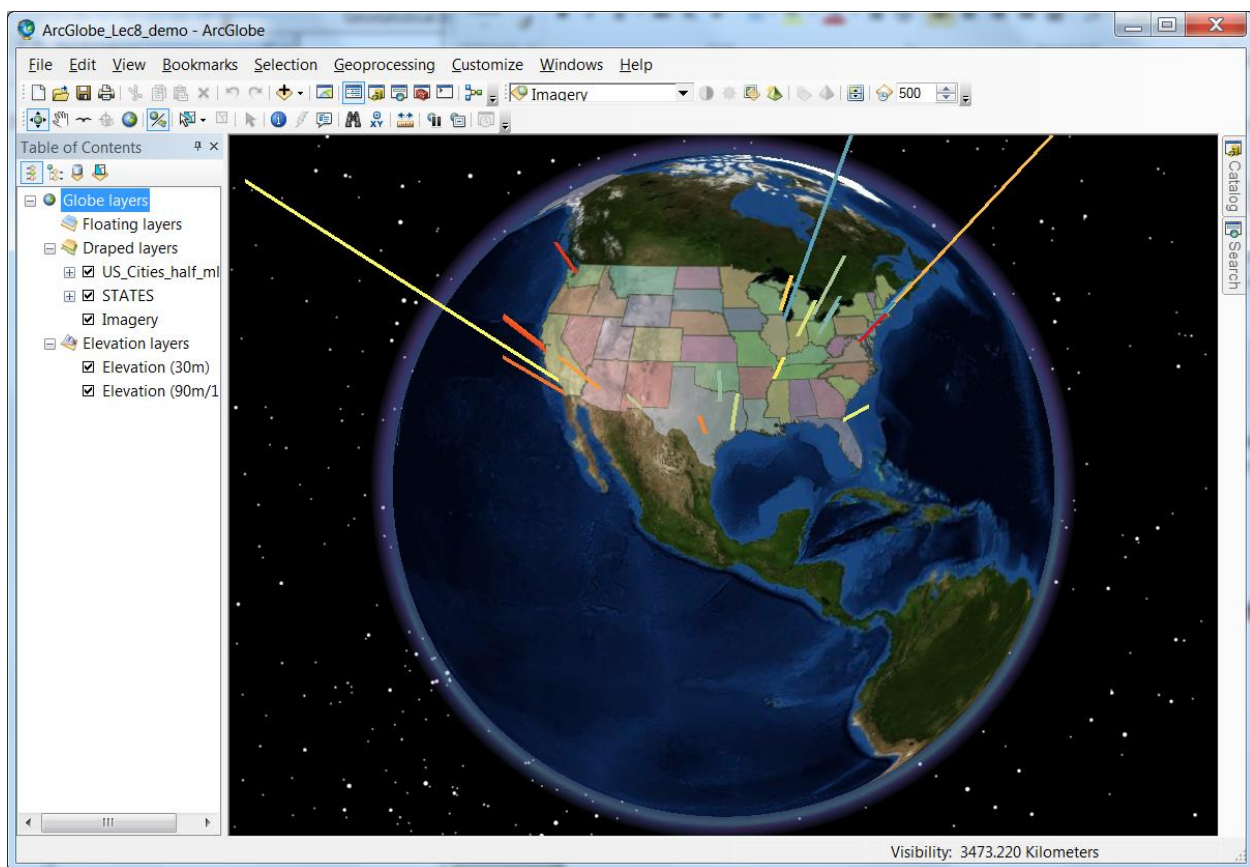 ArcGlobe_Lec8_demo - ArcGlobe
File Edit View Bookmarks Selection Geoprocessing Customize Windows Help
Imagery 500
Table of Contents
Globe layers
Floating layers
Draped layers
US_Cities_half_ml
STATES
Imagery
Elevation layers
Elevation (30m)
Elevation (90m/1
Catalog
Search
Visibility: 3473.220 Kilometers